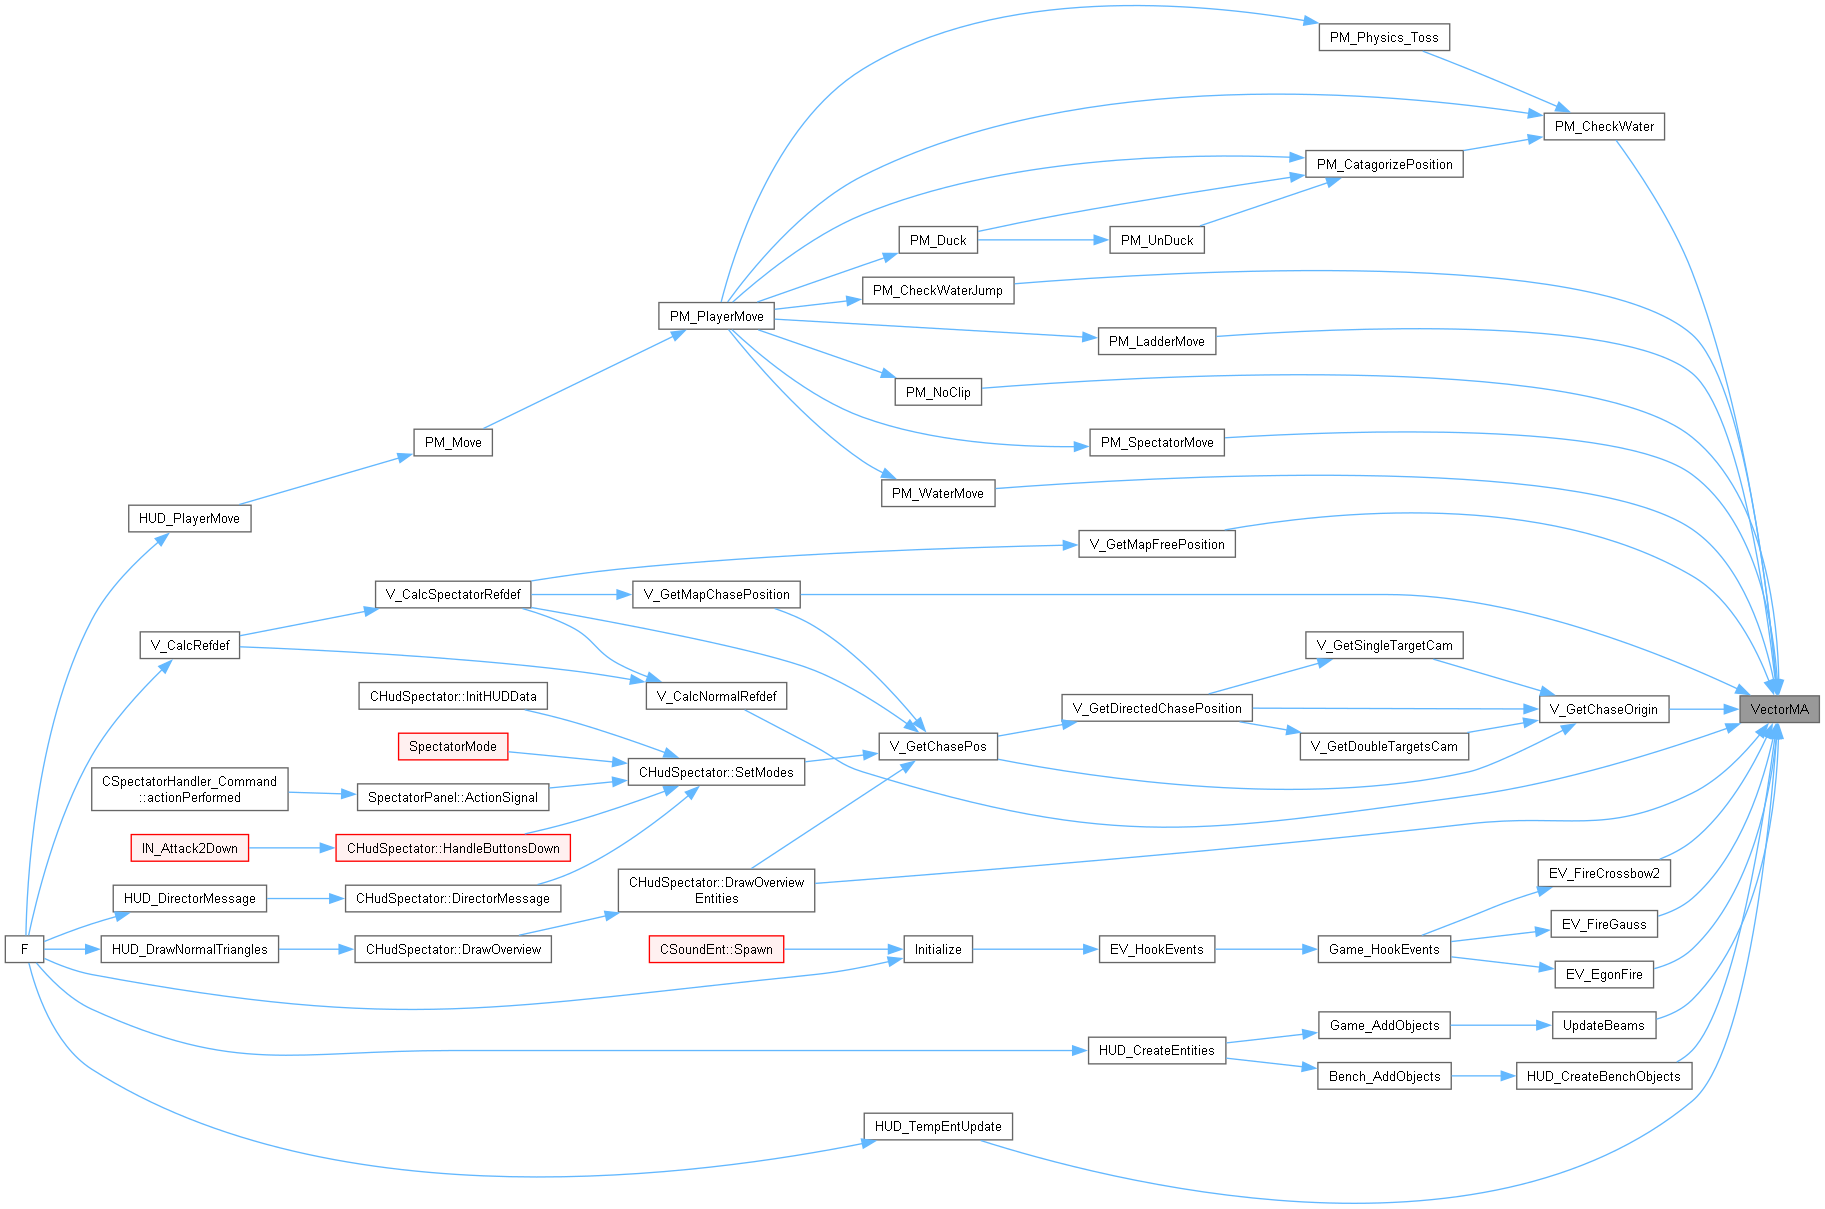 PM_Physics_Toss
PM_CheckWater
PM_CatagorizePosition
PM_Duck
PM_UnDuck
PM_CheckWaterJump
PM_PlayerMove
PM_LadderMove
PM_NoClip
PM_Move
PM_SpectatorMove
PM_WaterMove
HUD_PlayerMove
V_GetMapFreePosition
V_CalcSpectatorRefdef
V_GetMapChasePosition
V_CalcRefdef
V_GetSingleTargetCam
CHudSpectator::InitHUDData
V_CalcNormalRefdef
V_GetDirectedChasePosition
V_GetChaseOrigin
VectorMA
SpectatorMode
V_GetChasePos
V_GetDoubleTargetsCam
CHudSpectator::SetModes
CSpectatorHandler_Command
::actionPerformed
SpectatorPanel::ActionSignal
IN_Attack2Down
CHudSpectator::HandleButtonsDown
CHudSpectator::DrawOverview
Entities
EV_FireCrossbow2
HUD_DirectorMessage
CHudSpectator::DirectorMessage
EV_FireGauss
F
HUD_DrawNormalTriangles
CHudSpectator::DrawOverview
CSoundEnt::Spawn
Initialize
EV_HookEvents
Game_HookEvents
EV_EgonFire
Game_AddObjects
UpdateBeams
HUD_CreateEntities
Bench_AddObjects
HUD_CreateBenchObjects
HUD_TempEntUpdate